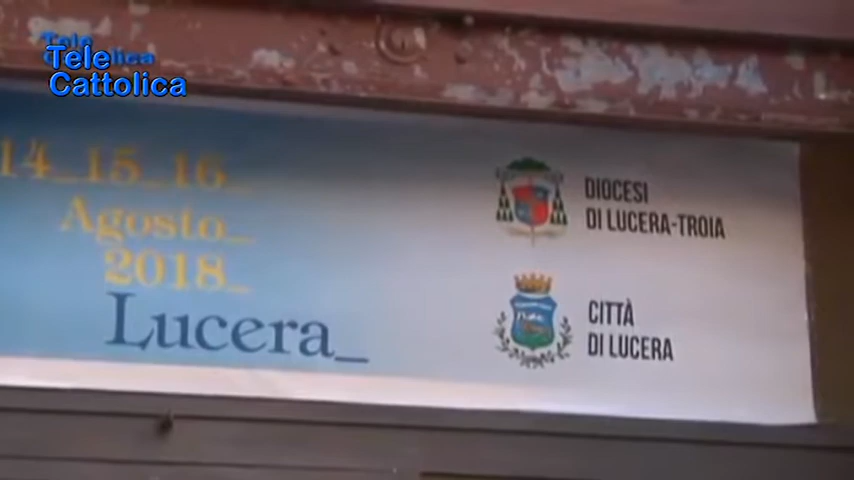 Tele
Cattolica
14_15_16_
Agosto_
2018_
Lucera_
DIOCESI
DI LUCERA-TROIA
CITTÀ
DI LUCERA